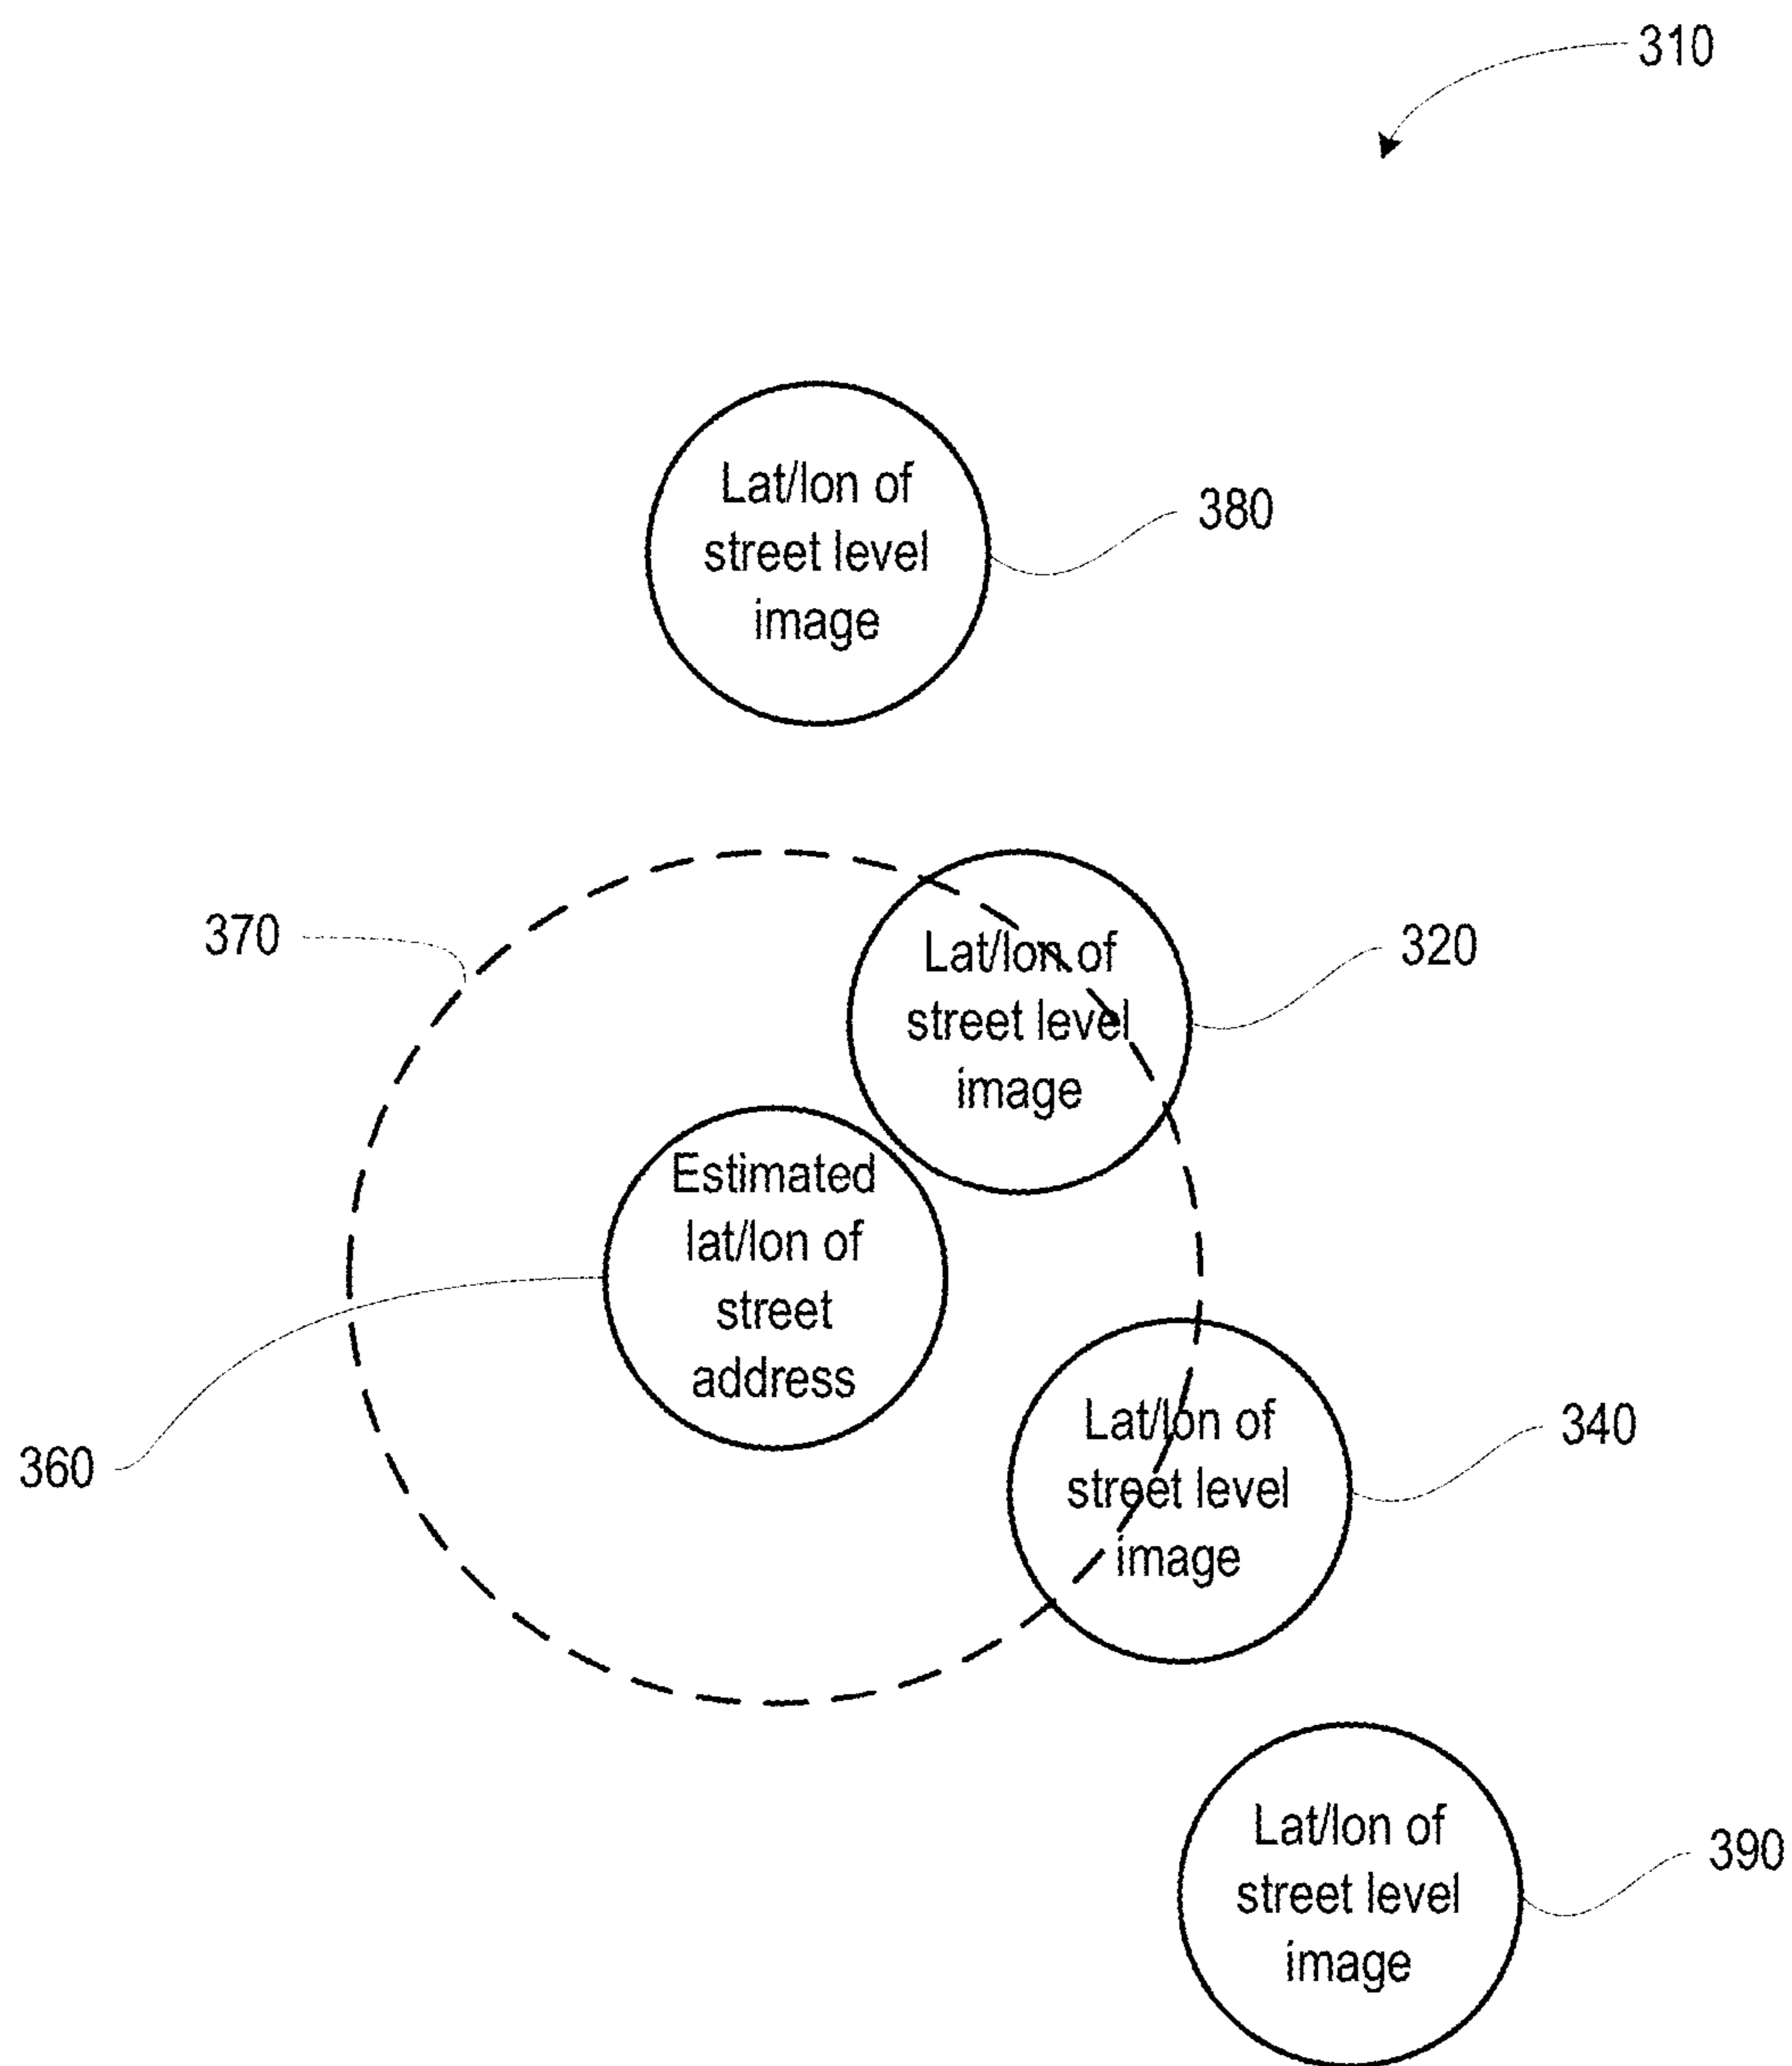 310
Lat/lon of
street level
image
380
370
Lat/lon of
street level
image
320
Estimated
lat/lon of
street
address
360
Lat/lon of
street level
image
340
Lat/lon of
street level
image
390